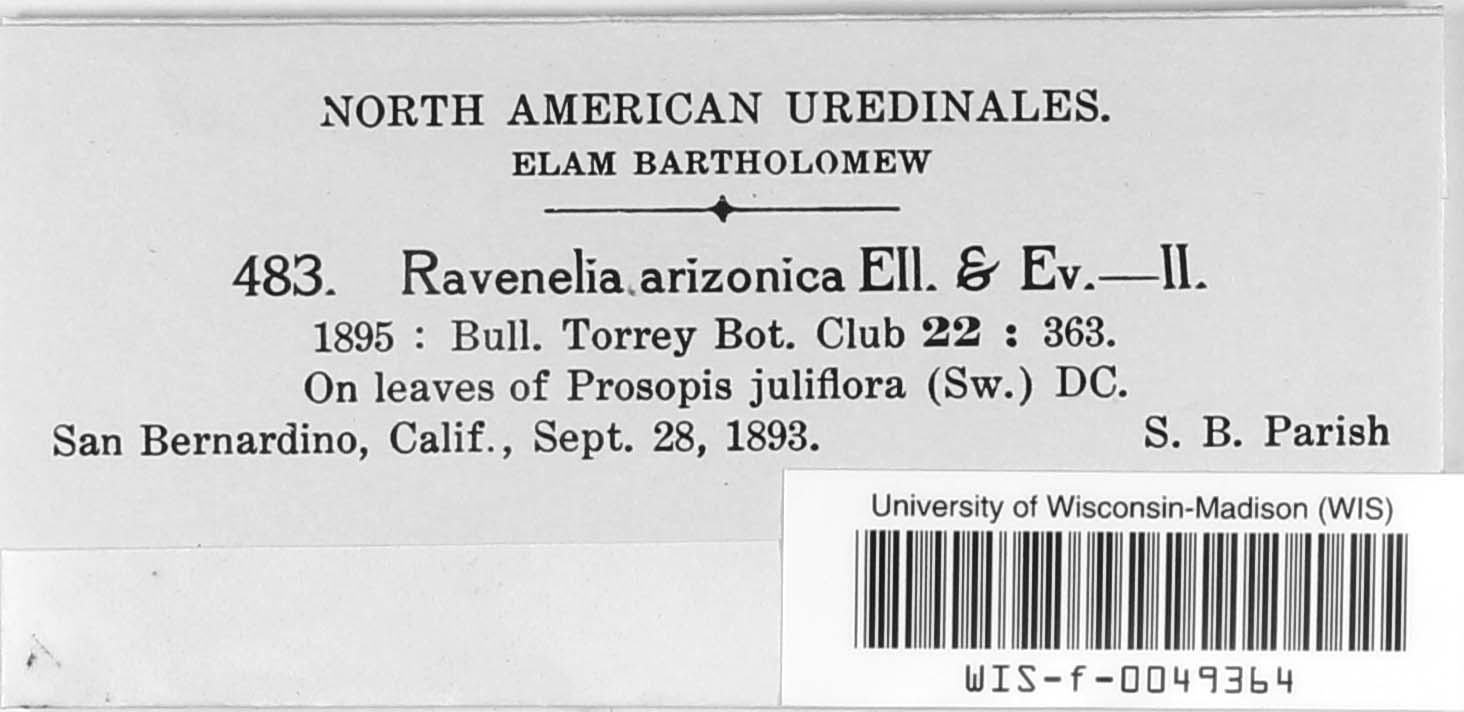 NORTH AMERICAN UREDINALES.
ELAM BARTHOLOMEW
483. Ravenelia arizonica Ell. & Ev.—II.
1895 : Bull. Torrey Bot. Club 22 : 363.
On leaves of Prosopis juliflora (Sw.) DC.
San Bernardino, Calif., Sept. 28, 1893. S. B. Parish
University of Wisconsin-Madison (WIS)
WIS-f-0049364